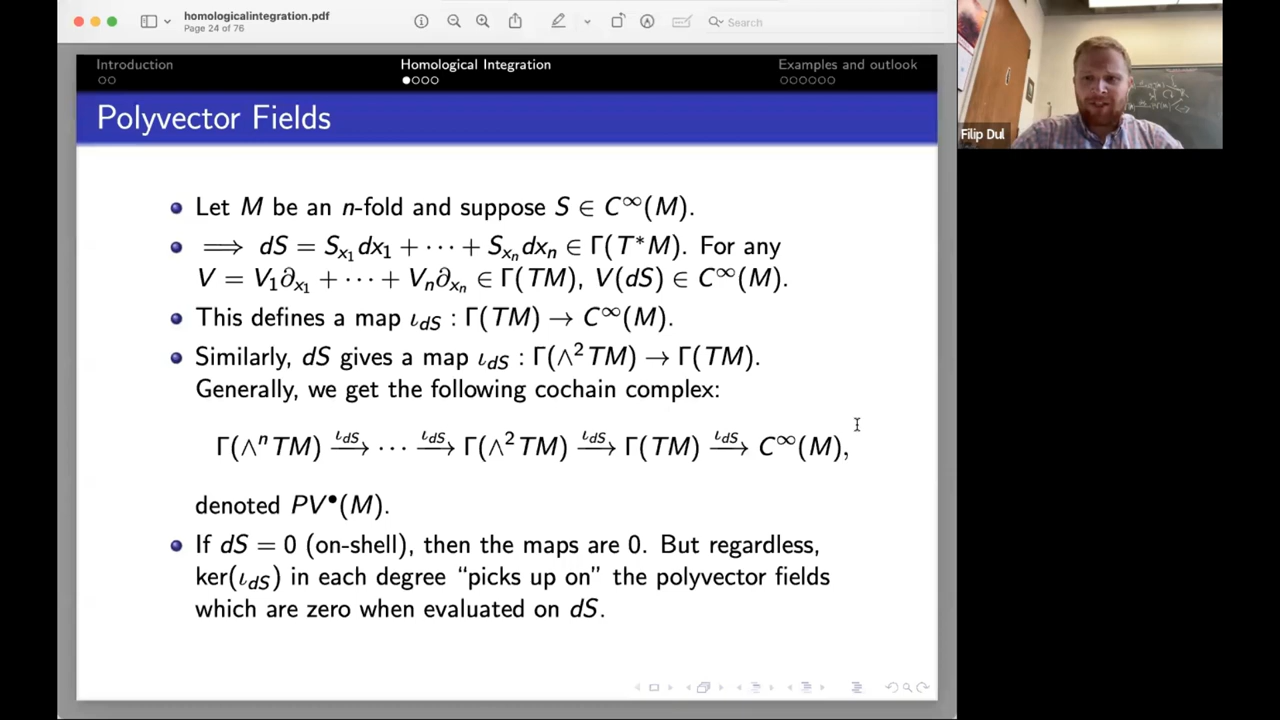 homologicalintegration.pdf
Page 24 of 76
Search
Introduction Homological Integration Examples and outlook
Polyvector Fields
Let M be an n-fold and suppose S ∈ C^∞(M).
⟹ dS = S_{x_1}dx_1 + ⋯ + S_{x_n}dx_n ∈ Γ(T*M). For any
V = V_1∂_{x_1} + ⋯ + V_n∂_{x_n} ∈ Γ(TM), V(dS) ∈ C^∞(M).
This defines a map ι_{dS} : Γ(TM) → C^∞(M).
Similarly, dS gives a map ι_{dS} : Γ(∧²TM) → Γ(TM).
Generally, we get the following cochain complex:
Γ(∧^n TM) —ι_{dS}→ ⋯ —ι_{dS}→ Γ(∧²TM) —ι_{dS}→ Γ(TM) —ι_{dS}→ C^∞(M),
denoted PV^•(M).
If dS = 0 (on-shell), then the maps are 0. But regardless,
ker(ι_{dS}) in each degree “picks up on” the polyvector fields
which are zero when evaluated on dS.
Filip Dul